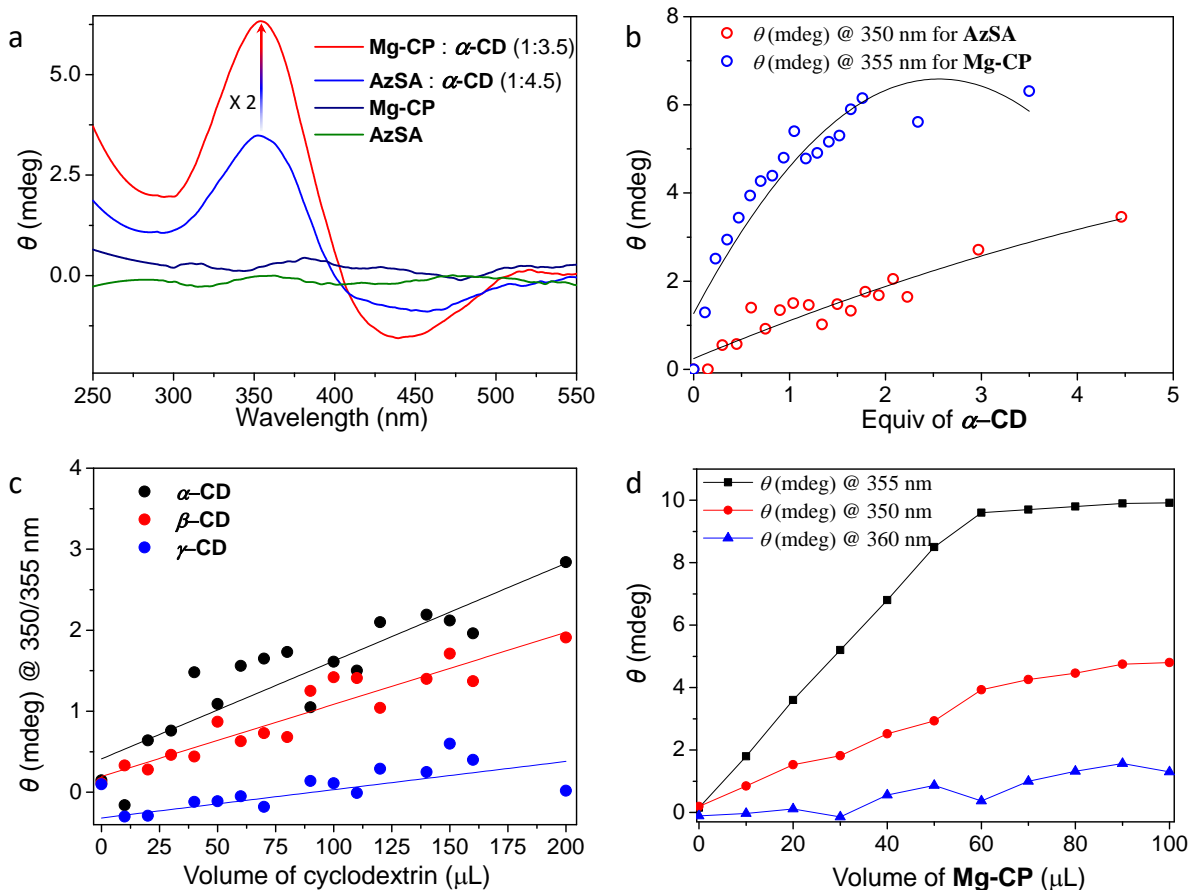 a
6.5
2.5
0.0
θ (mdeg)
X 2
Mg-CP : α-CD (1:3.5)
AzSA : α-CD (1:4.5)
Mg-CP
AzSA
250 300 350 400 450 500 550
Wavelength (nm)
b
8
6
4
2
0
θ (mdeg)
θ (mdeg) @ 350 nm for AzSA
θ (mdeg) @ 355 nm for Mg-CP
0 1 2 3 4 5
Equiv of α–CD
c
4
3
2
1
0
θ (mdeg) @ 350/355 nm
α–CD
β–CD
γ–CD
0 25 50 75 100 125 150 175 200
Volume of cyclodextrin (μL)
d
10
8
6
4
2
0
θ (mdeg)
θ (mdeg) @ 355 nm
θ (mdeg) @ 350 nm
θ (mdeg) @ 360 nm
0 20 40 60 80 100
Volume of Mg-CP (μL)